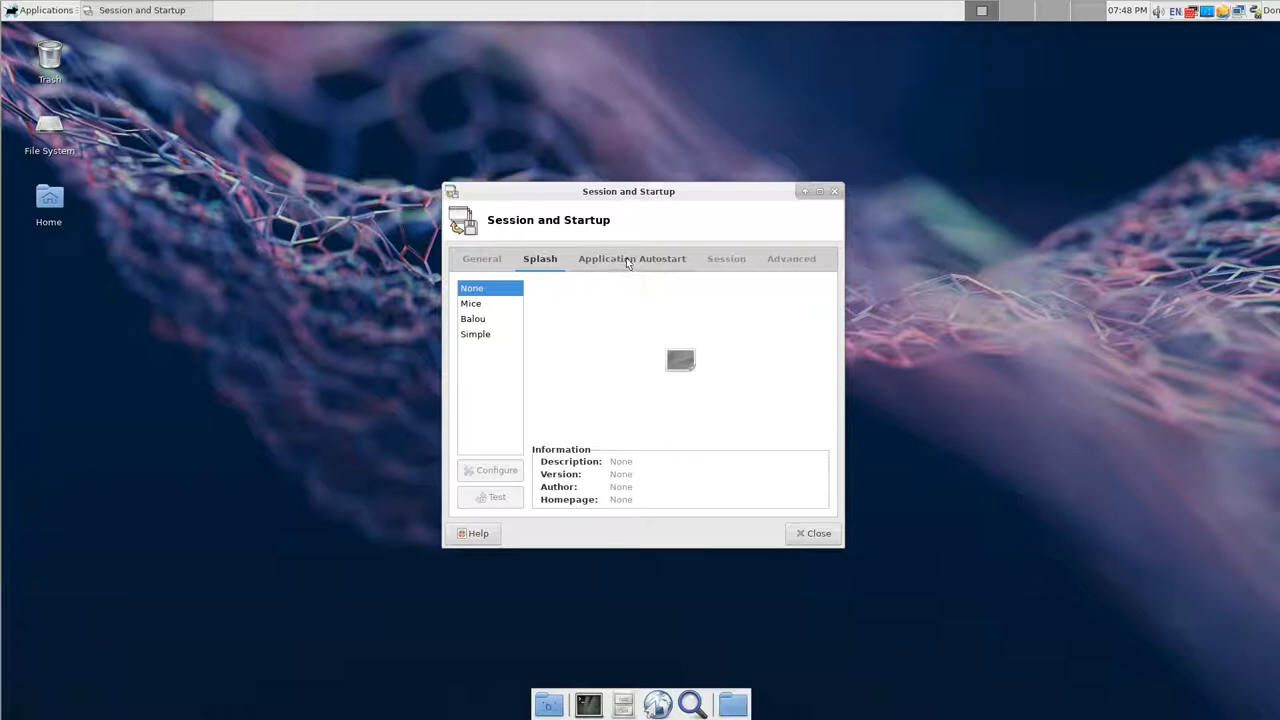 Applications
Session and Startup
07:48 PM
EN
Don
Trash
File System
Home
Session and Startup
Session and Startup
General
Splash
Application Autostart
Session
Advanced
None
Mice
Balou
Simple
Configure
Test
Information
Description: None
Version: None
Author: None
Homepage: None
Help
Close